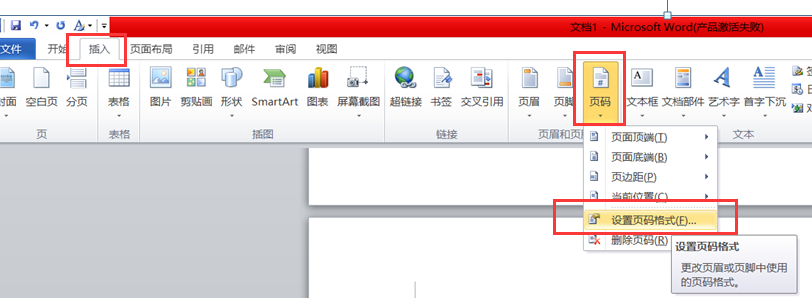 文档1 - Microsoft Word(产品激活失败)
文件 开始 插入 页面布局 引用 邮件 审阅 视图
封面 空白页 分页 表格 图片 剪贴画 形状 SmartArt 图表 屏幕截图 超链接 书签 交叉引用 页眉 页脚 页码 文本框 文档部件 艺术字 首字下沉
页 表格 插图 链接 页眉和页 文本
页面顶端(T)
页面底端(B)
页边距(P)
当前位置(C)
设置页码格式(F)...
删除页码(R)
设置页码格式
更改页眉或页脚中使用
的页码格式。